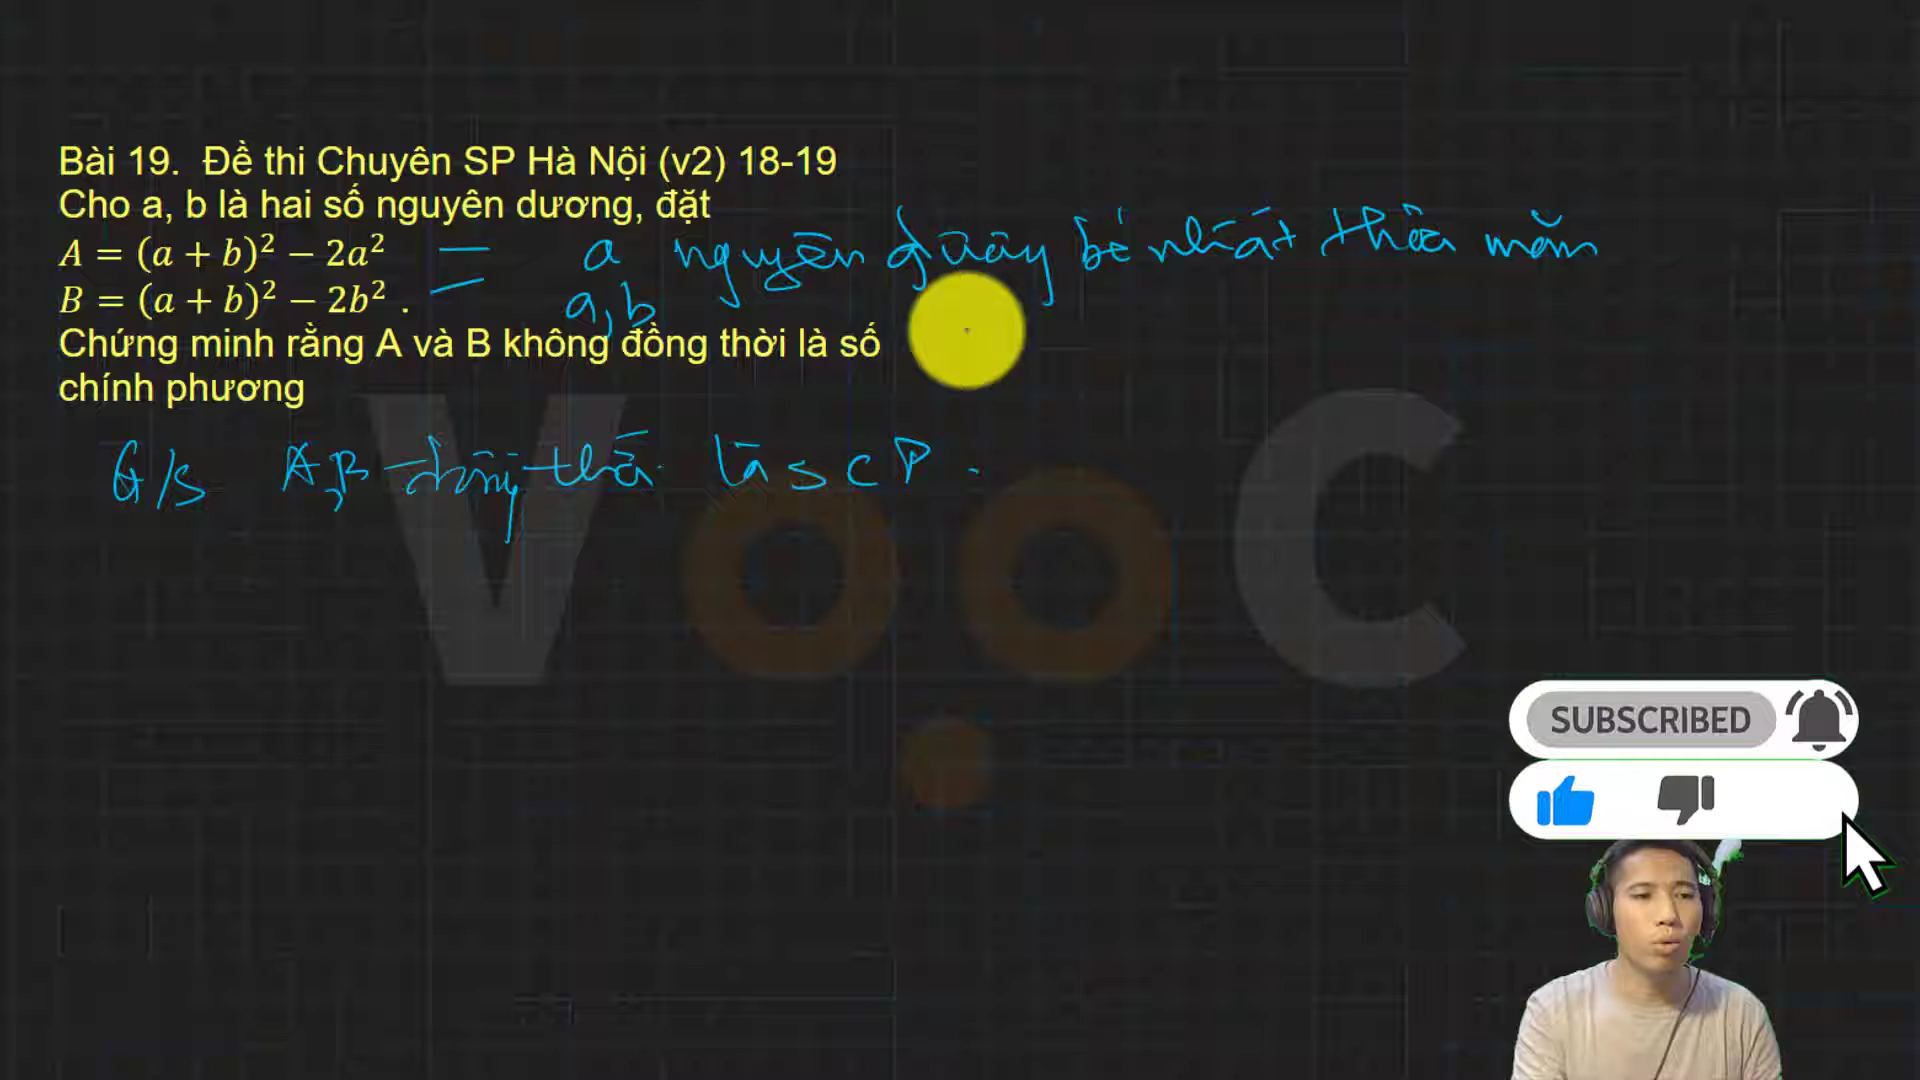 Bài 19. Đề thi Chuyên SP Hà Nội (v2) 18-19
Cho a, b là hai số nguyên dương, đặt
A = (a + b)² − 2a²
B = (a + b)² − 2b² .
Chứng minh rằng A và B không đồng thời là số
chính phương
= a nguyên dương bé nhất thỏa mãn
a, b
G/s A, B đồng thời là SCP .
VooC
SUBSCRIBED